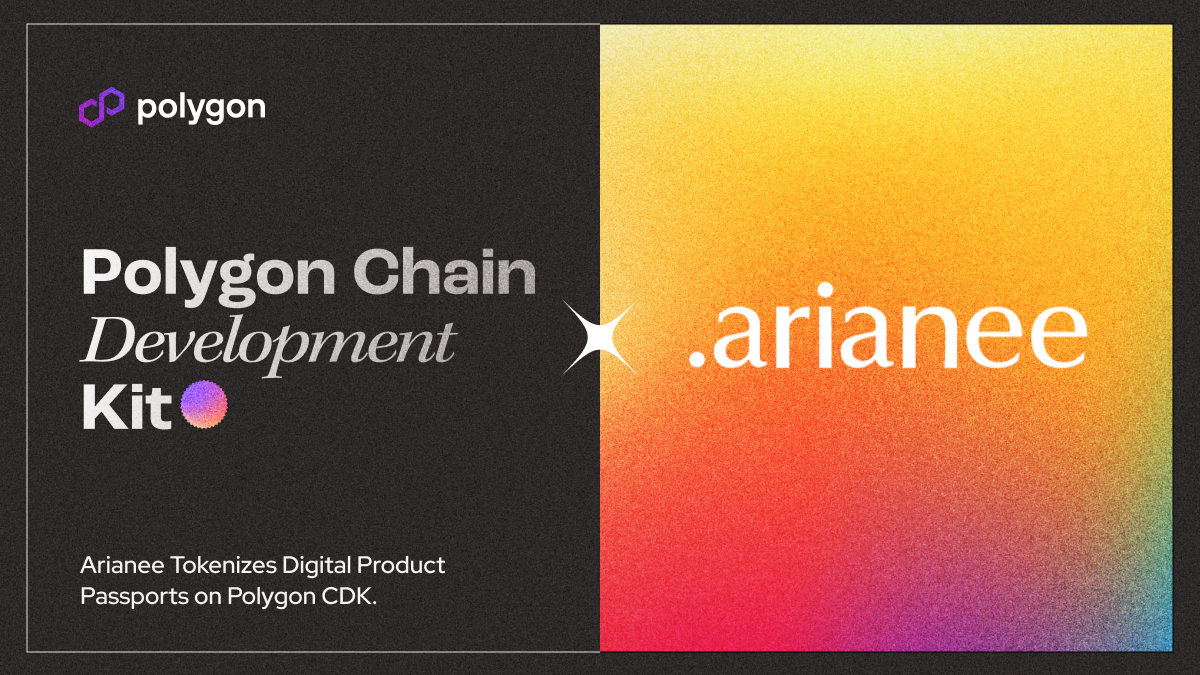 polygon
Polygon Chain
Development
Kit
Arianee Tokenizes Digital Product
Passports on Polygon CDK.
.arianee